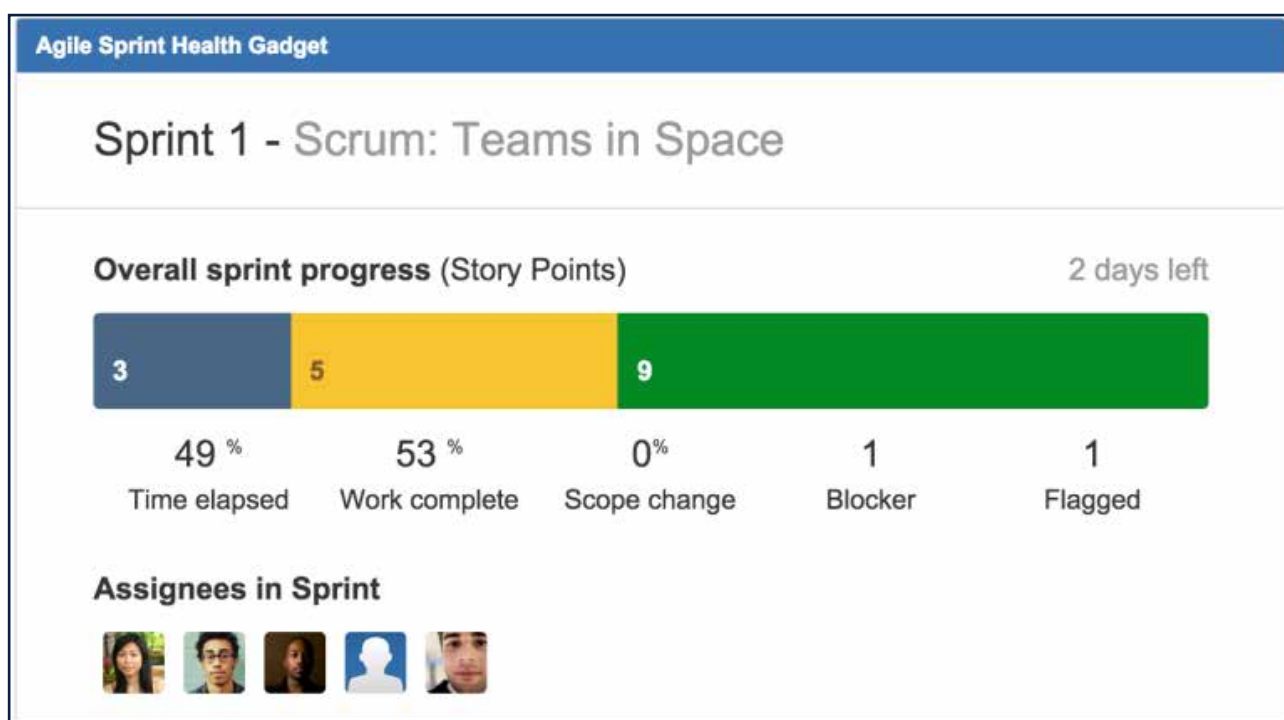 Agile Sprint Health Gadget
Sprint 1 - Scrum: Teams in Space
Overall sprint progress (Story Points) 2 days left
3 5 9
49 % 53 % 0% 1 1
Time elapsed Work complete Scope change Blocker Flagged
Assignees in Sprint